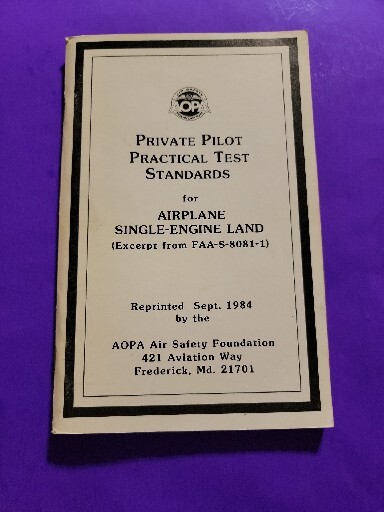 PRIVATE PILOT
PRACTICAL TEST
STANDARDS
for
AIRPLANE
SINGLE-ENGINE LAND
(Excerpt from FAA-S-8081-1)
Reprinted Sept. 1984
by the
AOPA Air Safety Foundation
421 Aviation Way
Frederick, Md. 21701